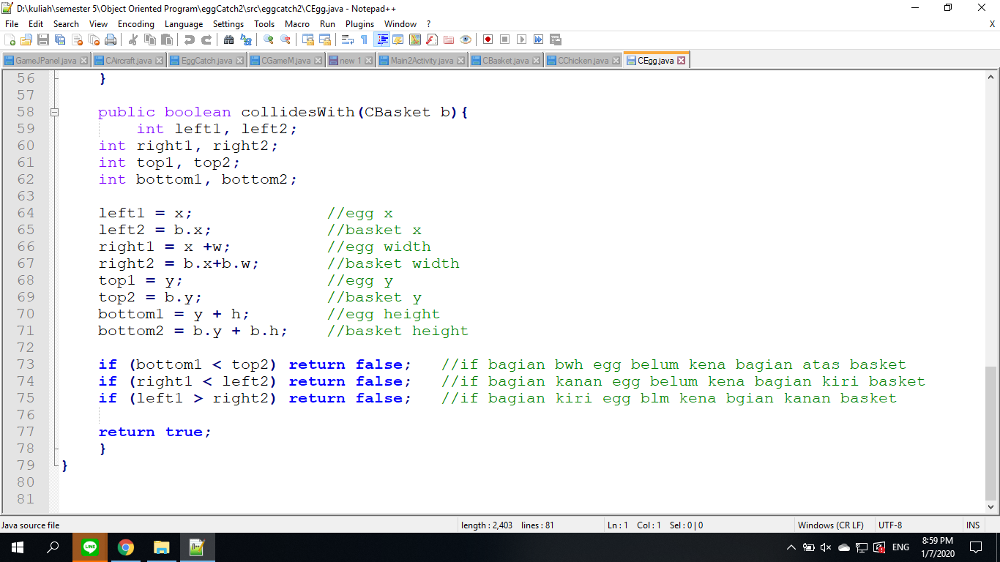 D:\kuliah\semester 5\Object Oriented Program\eggCatch2\src\eggcatch2\CEgg.java - Notepad++
File Edit Search View Encoding Language Settings Tools Macro Run Plugins Window ? X
GameJPanel.java CAircraft.java EggCatch.java CGameM.java new 1 Main2Activity.java CBasket.java CChicken.java CEgg.java
56 }
57
58 public boolean collidesWith(CBasket b){
59 int left1, left2;
60 int right1, right2;
61 int top1, top2;
62 int bottom1, bottom2;
63
64 left1 = x; //egg x
65 left2 = b.x; //basket x
66 right1 = x +w; //egg width
67 right2 = b.x+b.w; //basket width
68 top1 = y; //egg y
69 top2 = b.y; //basket y
70 bottom1 = y + h; //egg height
71 bottom2 = b.y + b.h; //basket height
72
73 if (bottom1 < top2) return false; //if bagian bwh egg belum kena bagian atas basket
74 if (right1 < left2) return false; //if bagian kanan egg belum kena bagian kiri basket
75 if (left1 > right2) return false; //if bagian kiri egg blm kena bgian kanan basket
76
77 return true;
78 }
79 }
80
81
Java source file length : 2,403 lines : 81 Ln : 1 Col : 1 Sel : 0 | 0 Windows (CR LF) UTF-8 INS
LINE ENG 8:59 PM
1/7/2020